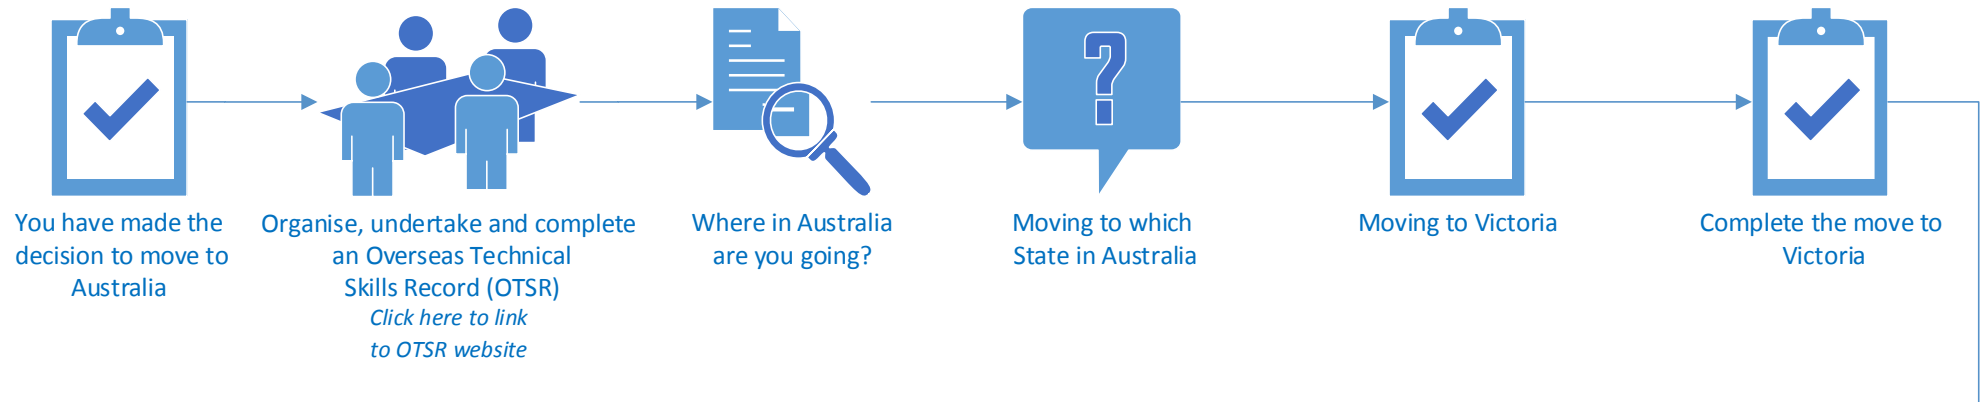 You have made the
decision to move to
Australia
Organise, undertake and complete
an Overseas Technical
Skills Record (OTSR)
Click here to link
to OTSR website
Where in Australia
are you going?
?
Moving to which
State in Australia
Moving to Victoria
Complete the move to
Victoria